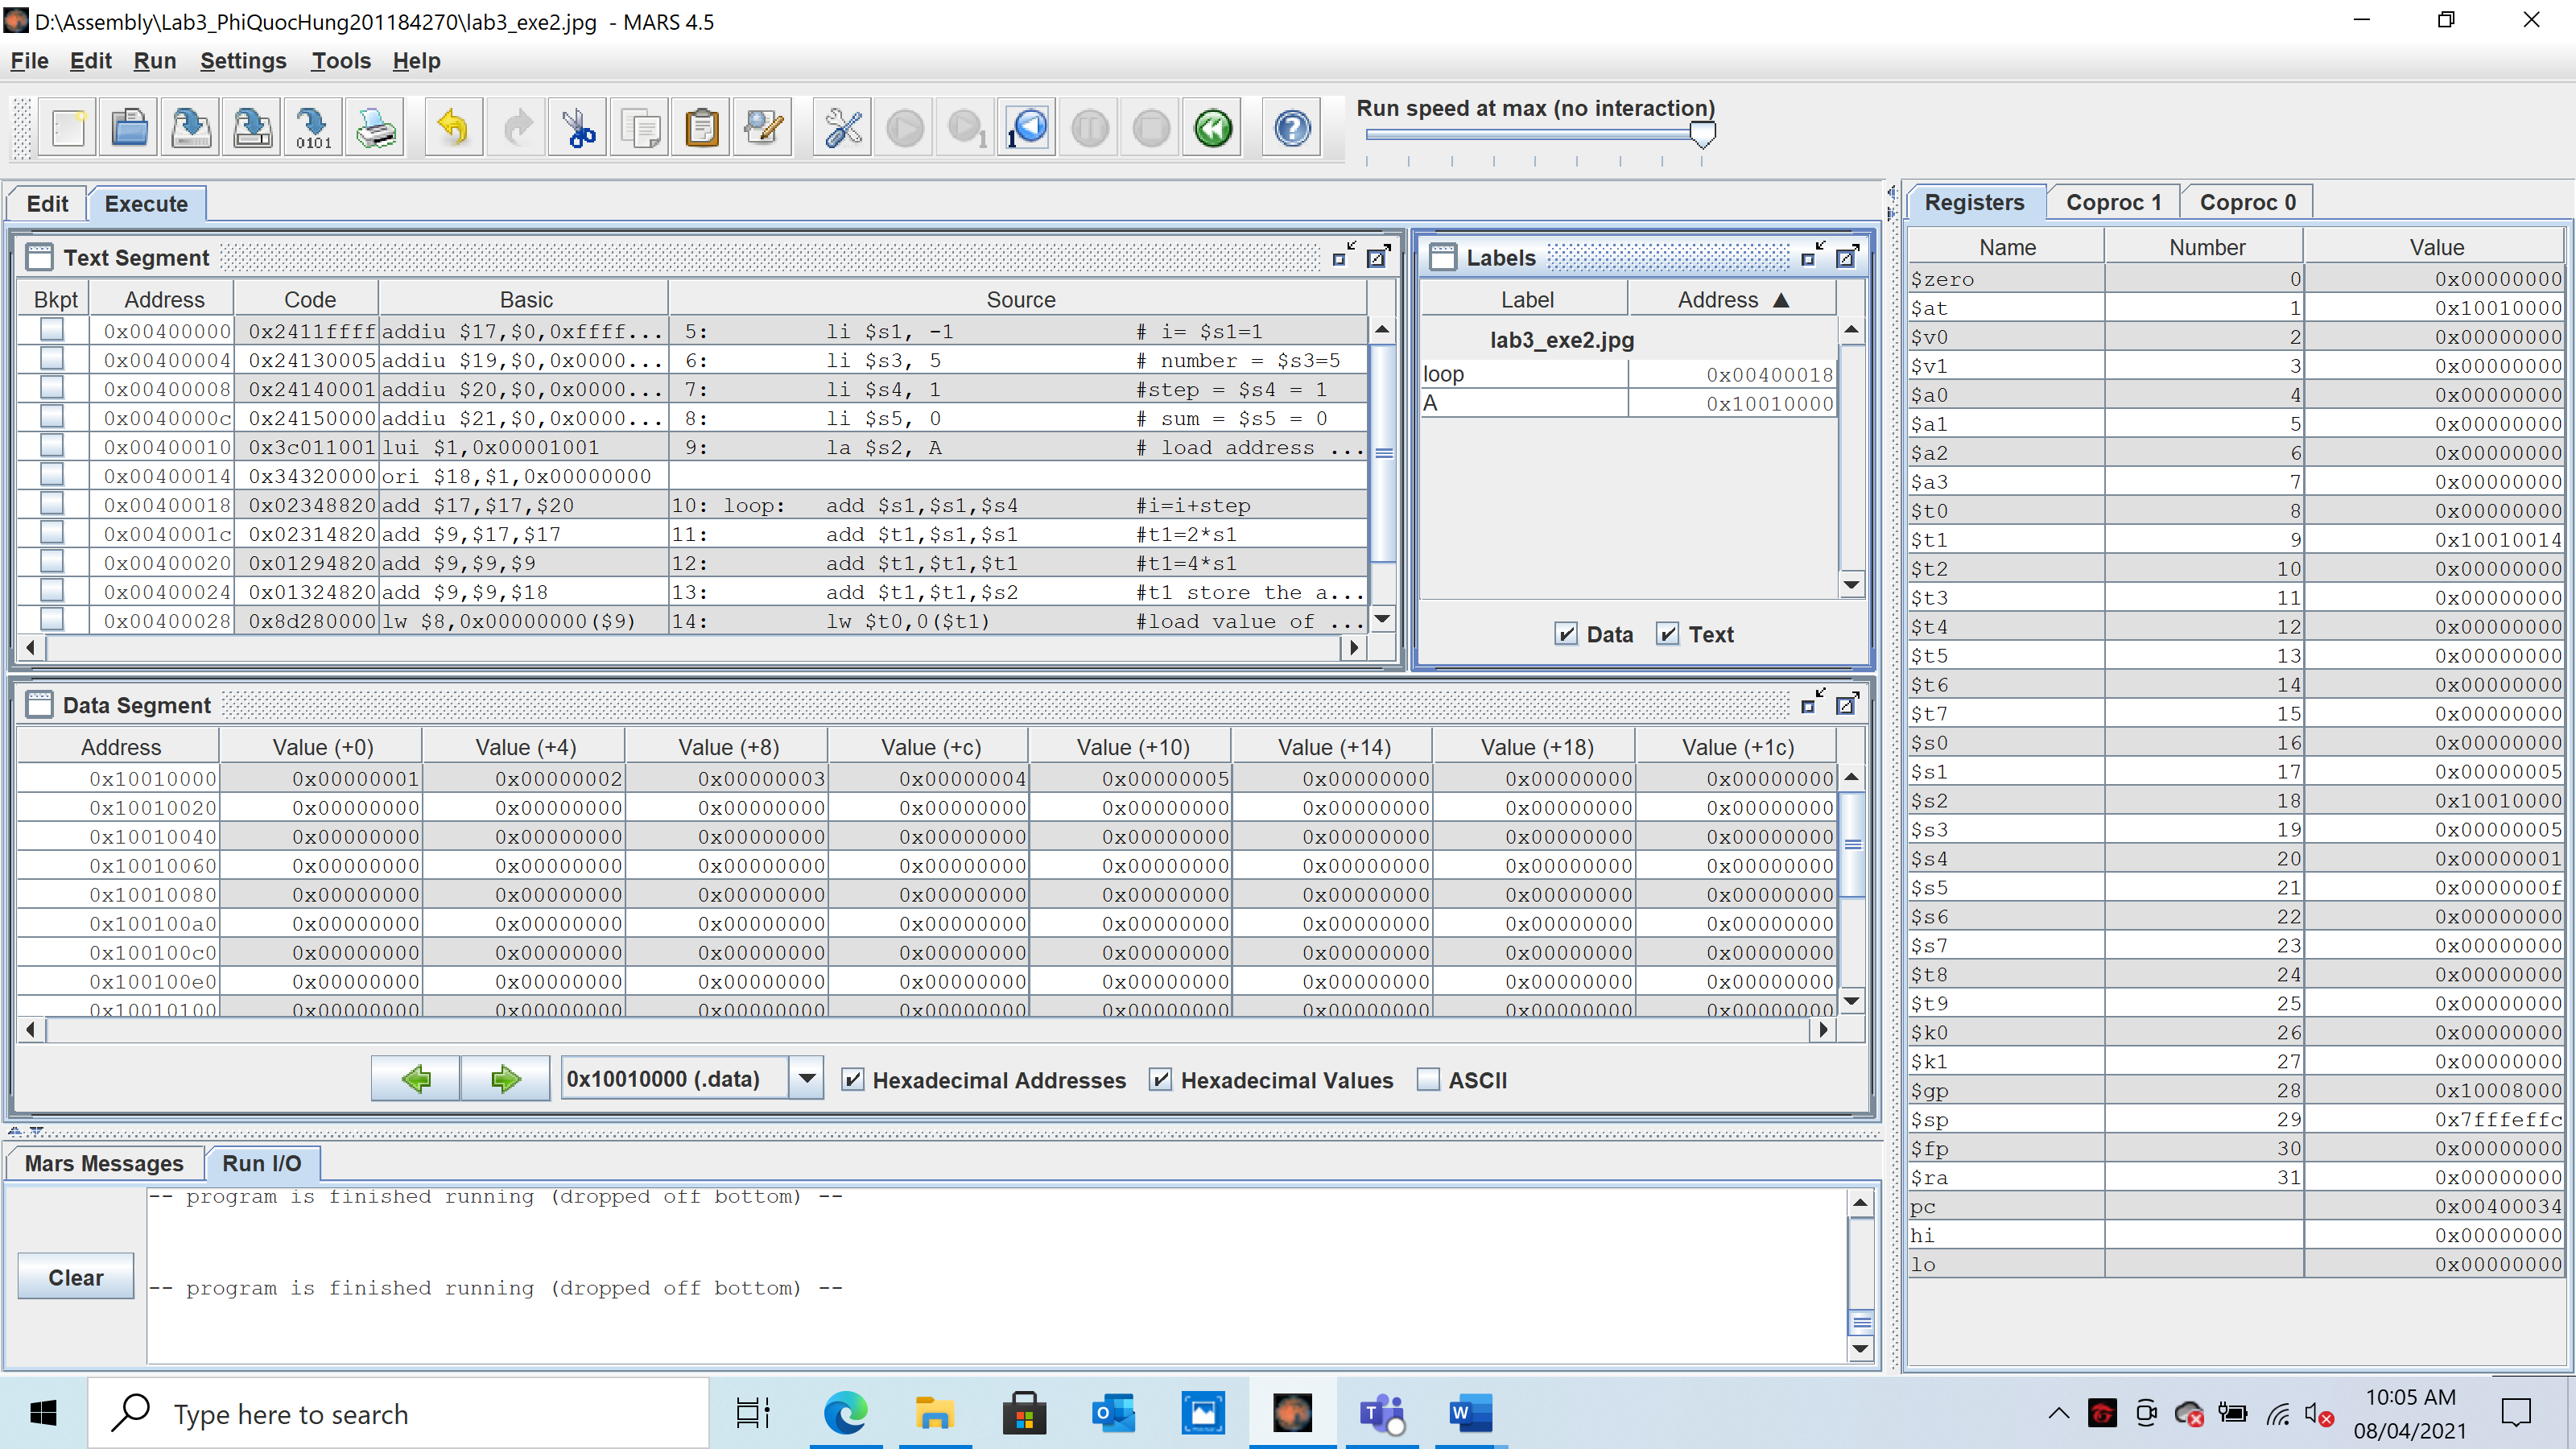 D:\Assembly\Lab3_PhiQuocHung201184270\lab3_exe2.jpg - MARS 4.5
File Edit Run Settings Tools Help
Run speed at max (no interaction)
0101 1 1
Edit Execute
Text Segment
Bkpt Address Code Basic Source
0x00400000 0x2411ffff addiu $17,$0,0xffff... 5: li $s1, -1 # i= $s1=1
0x00400004 0x24130005 addiu $19,$0,0x0000... 6: li $s3, 5 # number = $s3=5
0x00400008 0x24140001 addiu $20,$0,0x0000... 7: li $s4, 1 #step = $s4 = 1
0x0040000c 0x24150000 addiu $21,$0,0x0000... 8: li $s5, 0 # sum = $s5 = 0
0x00400010 0x3c011001 lui $1,0x00001001 9: la $s2, A # load address ...
0x00400014 0x34320000 ori $18,$1,0x00000000
0x00400018 0x02348820 add $17,$17,$20 10: loop: add $s1,$s1,$s4 #i=i+step
0x0040001c 0x02314820 add $9,$17,$17 11: add $t1,$s1,$s1 #t1=2*s1
0x00400020 0x01294820 add $9,$9,$9 12: add $t1,$t1,$t1 #t1=4*s1
0x00400024 0x01324820 add $9,$9,$18 13: add $t1,$t1,$s2 #t1 store the a...
0x00400028 0x8d280000 lw $8,0x00000000($9) 14: lw $t0,0($t1) #load value of ...
Labels
Label Address ▲
lab3_exe2.jpg
loop 0x00400018
A 0x10010000
Data Text
Data Segment
Address Value (+0) Value (+4) Value (+8) Value (+c) Value (+10) Value (+14) Value (+18) Value (+1c)
0x10010000 0x00000001 0x00000002 0x00000003 0x00000004 0x00000005 0x00000000 0x00000000 0x00000000
0x10010020 0x00000000 0x00000000 0x00000000 0x00000000 0x00000000 0x00000000 0x00000000 0x00000000
0x10010040 0x00000000 0x00000000 0x00000000 0x00000000 0x00000000 0x00000000 0x00000000 0x00000000
0x10010060 0x00000000 0x00000000 0x00000000 0x00000000 0x00000000 0x00000000 0x00000000 0x00000000
0x10010080 0x00000000 0x00000000 0x00000000 0x00000000 0x00000000 0x00000000 0x00000000 0x00000000
0x100100a0 0x00000000 0x00000000 0x00000000 0x00000000 0x00000000 0x00000000 0x00000000 0x00000000
0x100100c0 0x00000000 0x00000000 0x00000000 0x00000000 0x00000000 0x00000000 0x00000000 0x00000000
0x100100e0 0x00000000 0x00000000 0x00000000 0x00000000 0x00000000 0x00000000 0x00000000 0x00000000
0x10010100 0x00000000 0x00000000 0x00000000 0x00000000 0x00000000 0x00000000 0x00000000 0x00000000
0x10010000 (.data) Hexadecimal Addresses Hexadecimal Values ASCII
Mars Messages Run I/O
-- program is finished running (dropped off bottom) --
-- program is finished running (dropped off bottom) --
Clear
Registers Coproc 1 Coproc 0
Name Number Value
$zero 0 0x00000000
$at 1 0x10010000
$v0 2 0x00000000
$v1 3 0x00000000
$a0 4 0x00000000
$a1 5 0x00000000
$a2 6 0x00000000
$a3 7 0x00000000
$t0 8 0x00000000
$t1 9 0x10010014
$t2 10 0x00000000
$t3 11 0x00000000
$t4 12 0x00000000
$t5 13 0x00000000
$t6 14 0x00000000
$t7 15 0x00000000
$s0 16 0x00000000
$s1 17 0x00000005
$s2 18 0x10010000
$s3 19 0x00000005
$s4 20 0x00000001
$s5 21 0x0000000f
$s6 22 0x00000000
$s7 23 0x00000000
$t8 24 0x00000000
$t9 25 0x00000000
$k0 26 0x00000000
$k1 27 0x00000000
$gp 28 0x10008000
$sp 29 0x7fffeffc
$fp 30 0x00000000
$ra 31 0x00000000
pc 0x00400034
hi 0x00000000
lo 0x00000000
Type here to search
10:05 AM
08/04/2021